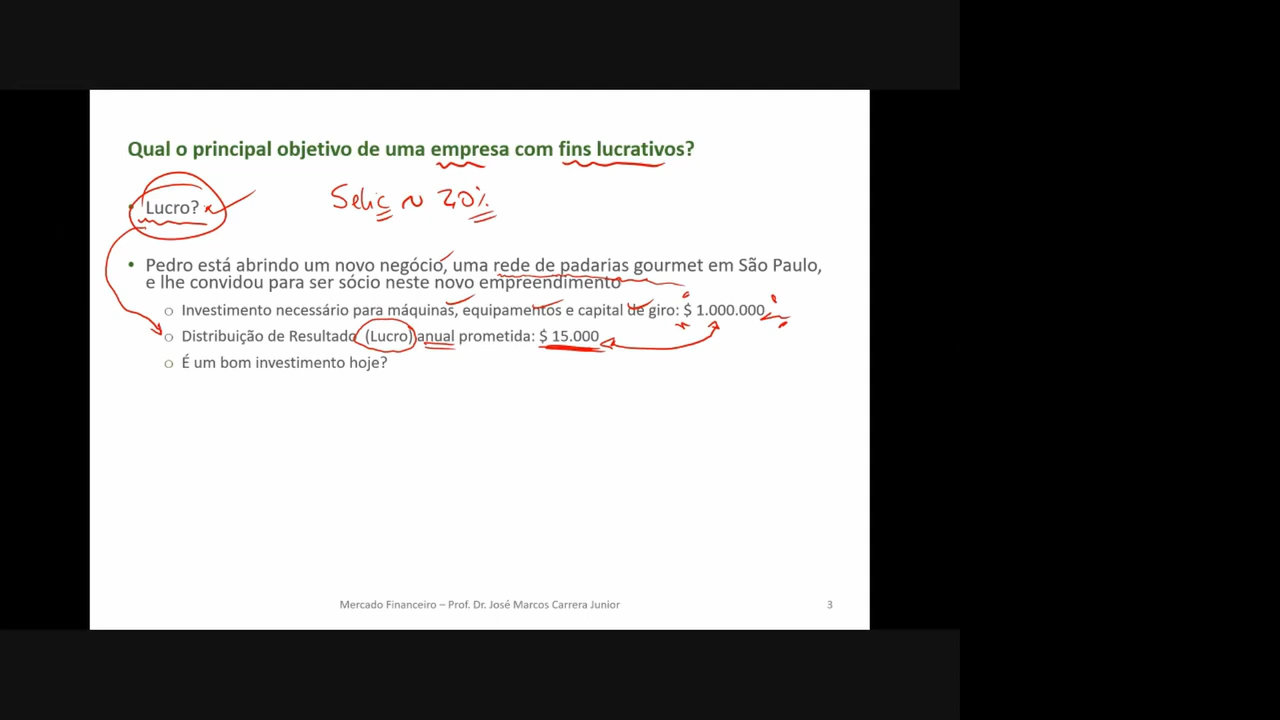 Qual o principal objetivo de uma empresa com fins lucrativos?
• Lucro?
Selic ~ 20%
• Pedro está abrindo um novo negócio, uma rede de padarias gourmet em São Paulo,
e lhe convidou para ser sócio neste novo empreendimento
o Investimento necessário para máquinas, equipamentos e capital de giro: $ 1.000.000
o Distribuição de Resultado (Lucro) anual prometida: $ 15.000
o É um bom investimento hoje?
Mercado Financeiro – Prof. Dr. José Marcos Carrera Junior 3